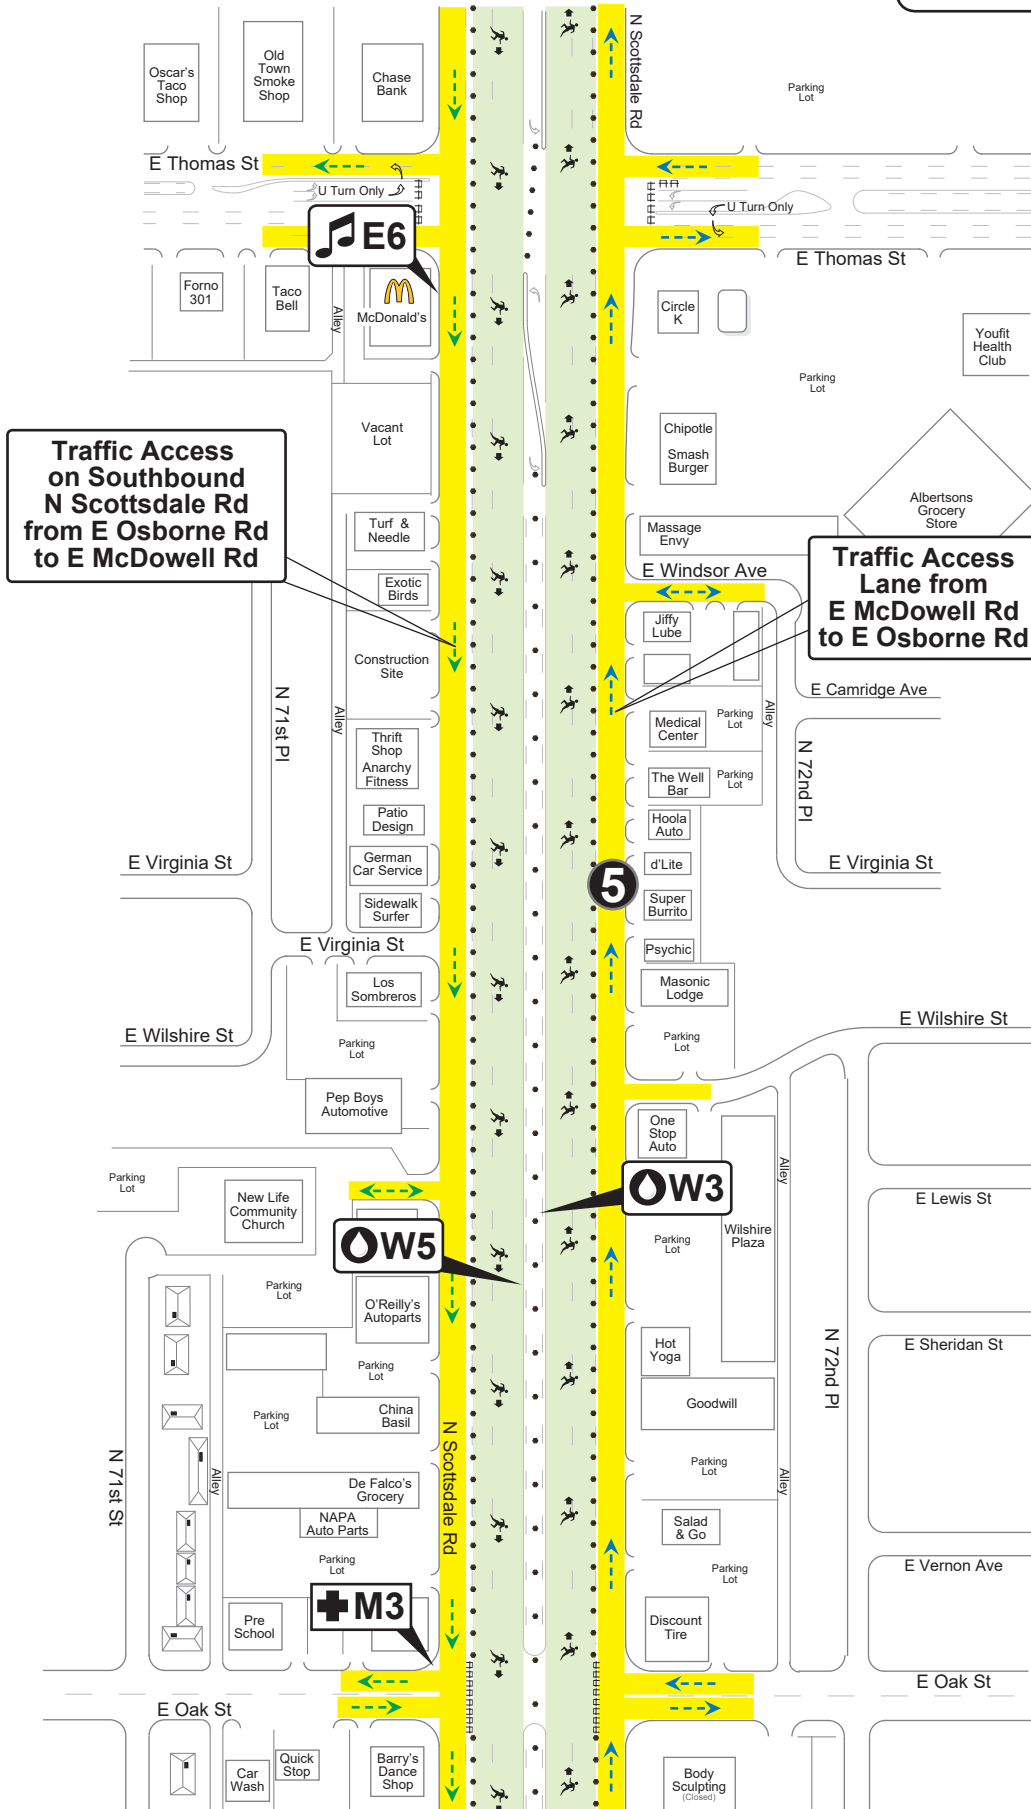 N Scottsdale Rd
Oscar's
Taco
Shop
Old
Town
Smoke
Shop
Chase
Bank
Parking
Lot
E Thomas St
U Turn Only
U Turn Only
E6
E Thomas St
Forno
301
Taco
Bell
Alley
McDonald's
Circle
K
Youfit
Health
Club
Parking
Lot
Vacant
Lot
Chipotle
Smash
Burger
Traffic Access
on Southbound
N Scottsdale Rd
from E Osborne Rd
to E McDowell Rd
Albertsons
Grocery
Store
Turf &
Needle
Massage
Envy
Exotic
Birds
E Windsor Ave
Traffic Access
Lane from
E McDowell Rd
to E Osborne Rd
Jiffy
Lube
Construction
Site
N 71st Pl
Alley
E Camridge Ave
Medical
Center
Parking
Lot
Alley
N 72nd Pl
Thrift
Shop
Anarchy
Fitness
The Well
Bar
Parking
Lot
Patio
Design
Hoola
Auto
E Virginia St
German
Car Service
d'Lite
E Virginia St
5
Sidewalk
Surfer
Super
Burrito
E Virginia St
Psychic
Los
Sombreros
Masonic
Lodge
E Wilshire St
Parking
Lot
Parking
Lot
E Wilshire St
Pep Boys
Automotive
One
Stop
Auto
Alley
Parking
Lot
New Life
Community
Church
W3
E Lewis St
W5
Parking
Lot
Wilshire
Plaza
Parking
Lot
O'Reilly's
Autoparts
Hot
Yoga
N 72nd Pl
E Sheridan St
Parking
Lot
Parking
Lot
China
Basil
Goodwill
N 71st St
Alley
N Scottsdale Rd
De Falco's
Grocery
Parking
Lot
Alley
NAPA
Auto Parts
Salad
& Go
Parking
Lot
Parking
Lot
E Vernon Ave
M3
Pre
School
Discount
Tire
E Oak St
E Oak St
Car
Wash
Quick
Stop
Barry's
Dance
Shop
Body
Sculpting
(Closed)